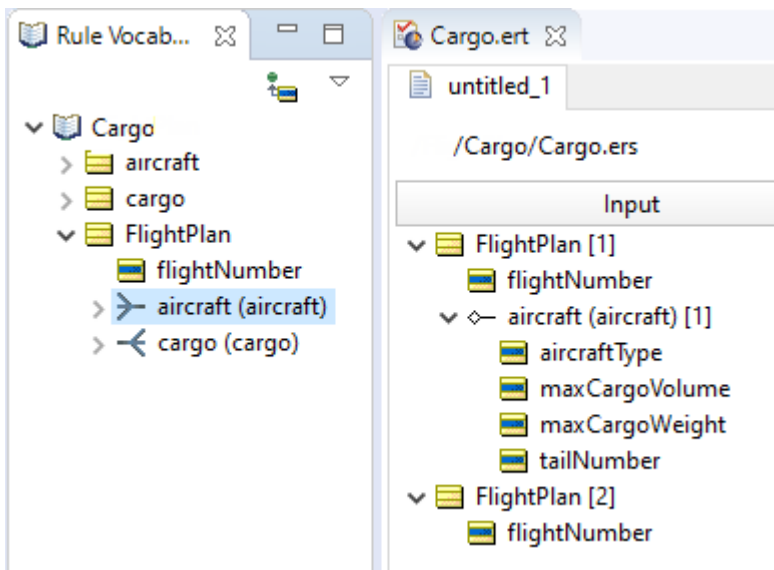 Rule Vocab...
Cargo
aircraft
cargo
FlightPlan
flightNumber
aircraft (aircraft)
cargo (cargo)
Cargo.ert
untitled_1
/Cargo/Cargo.ers
Input
FlightPlan [1]
flightNumber
aircraft (aircraft) [1]
aircraftType
maxCargoVolume
maxCargoWeight
tailNumber
FlightPlan [2]
flightNumber